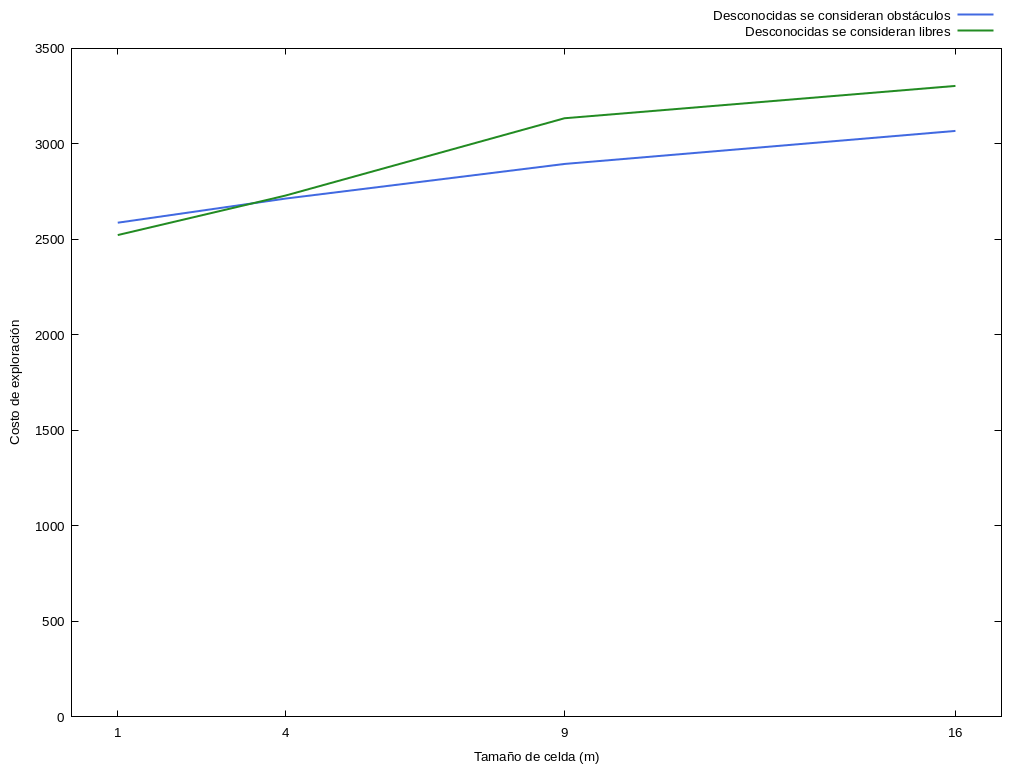 Desconocidas se consideran obstáculos
Desconocidas se consideran libres
3500
3000
2500
2000
1500
1000
500
0
Costo de exploración
1 4 9 16
Tamaño de celda (m)